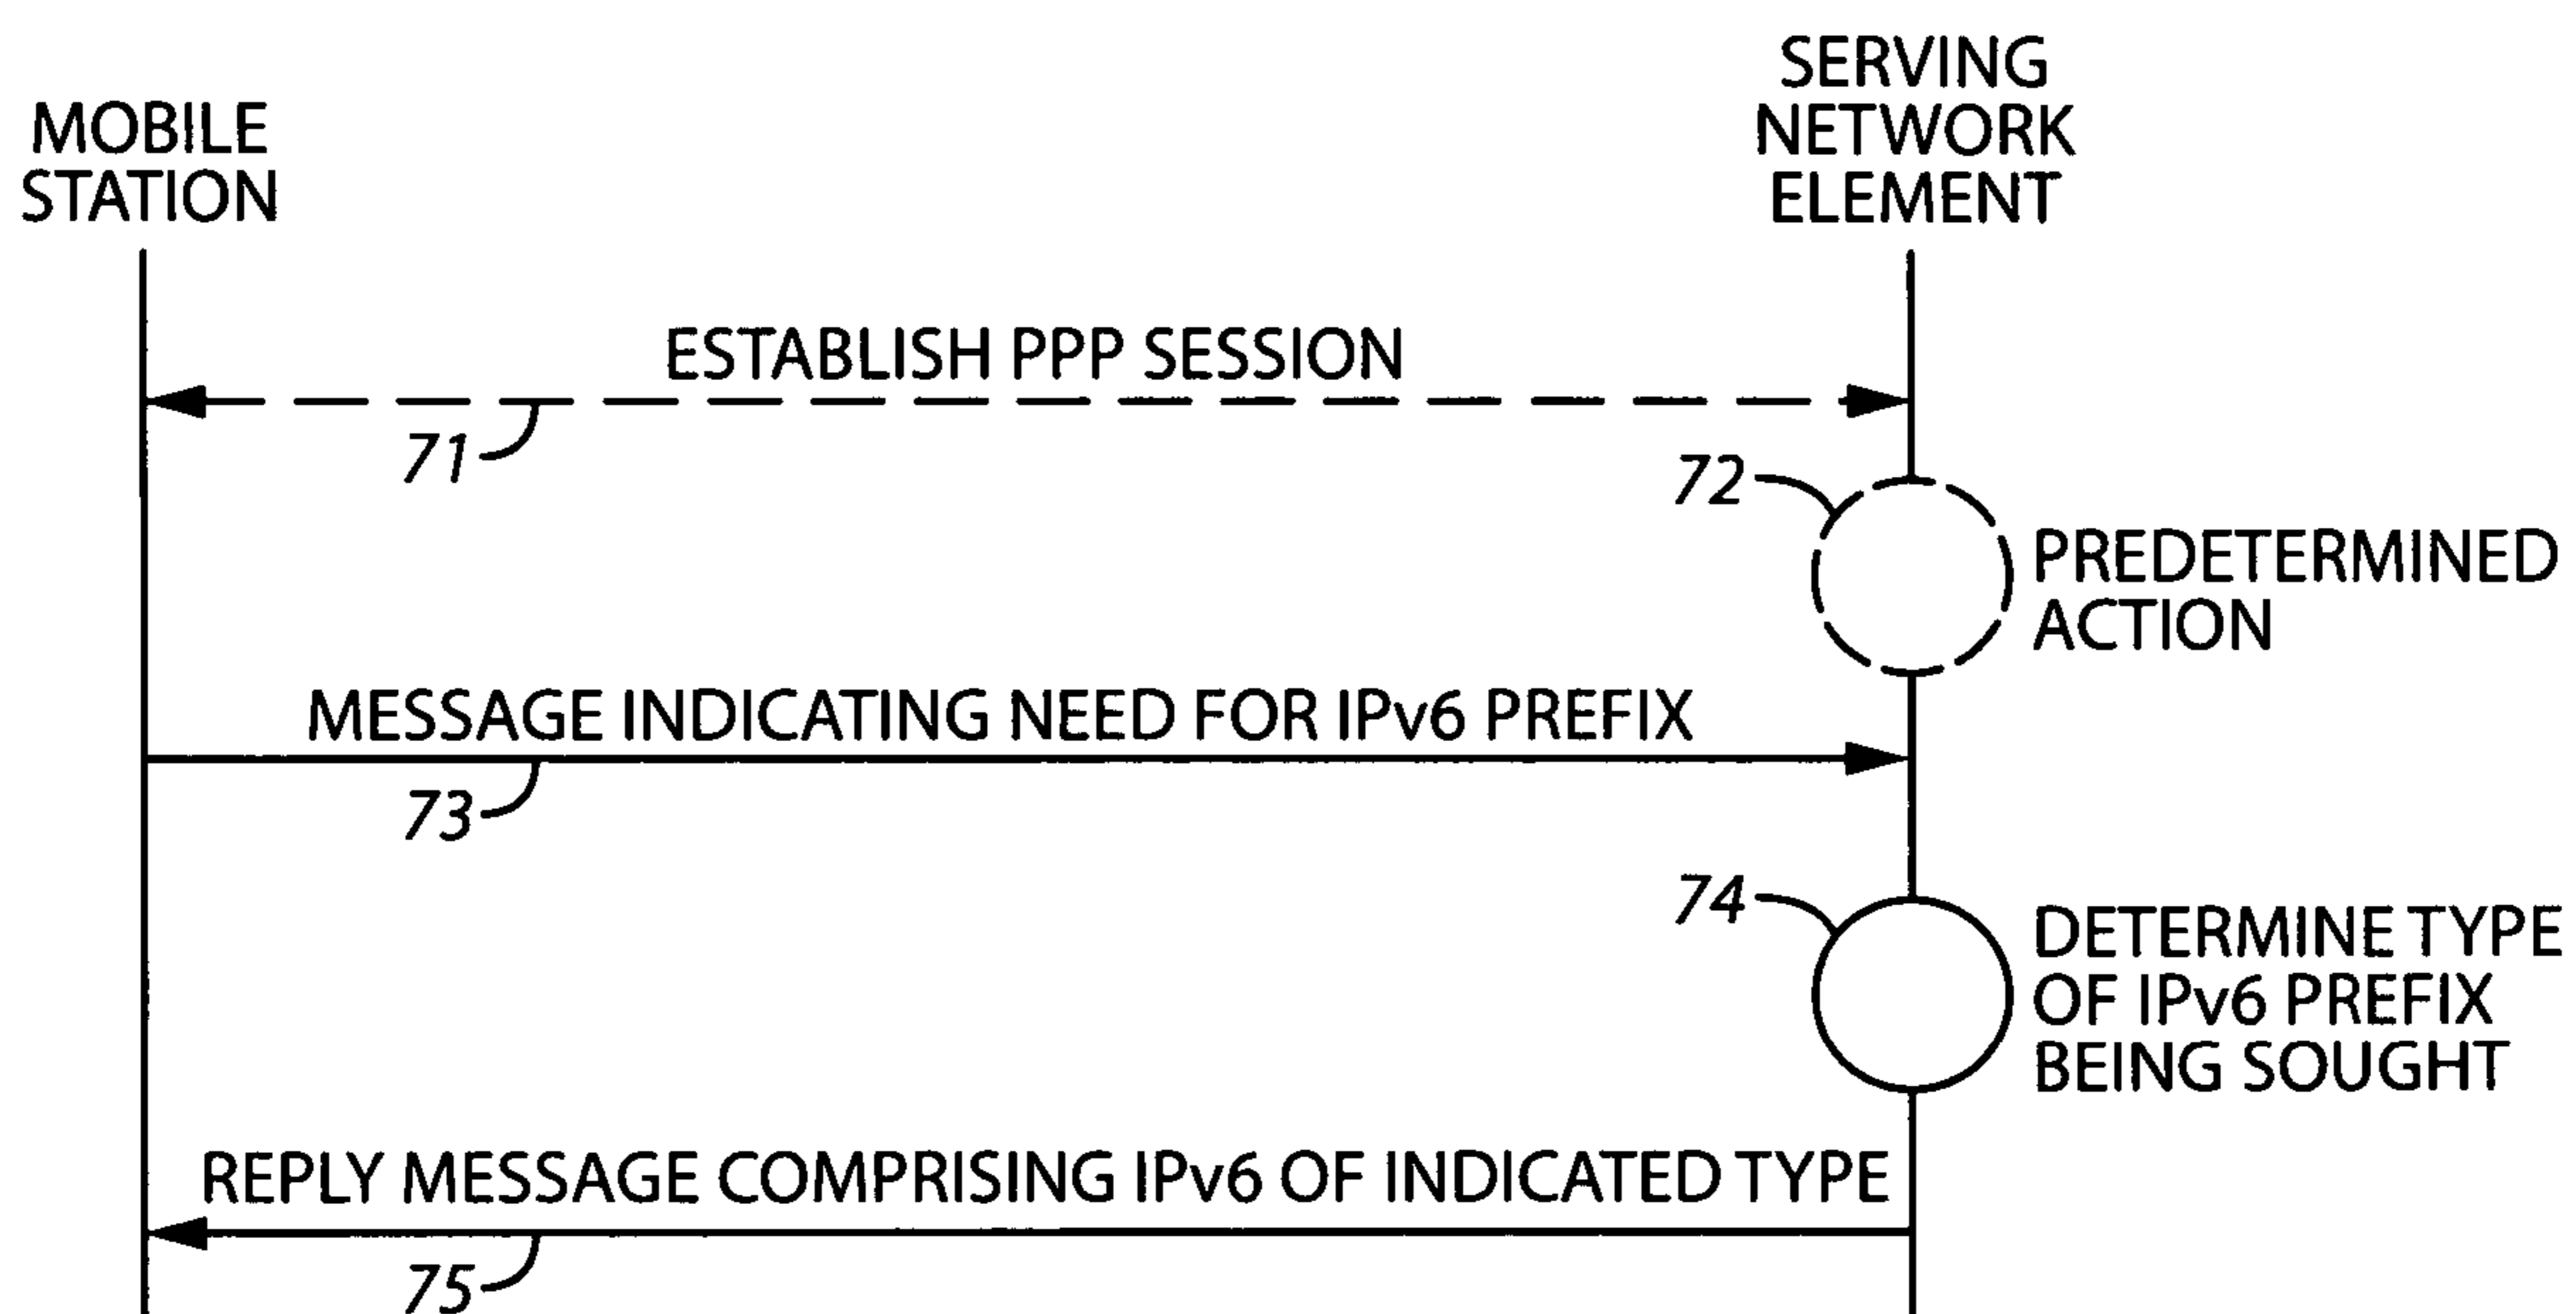 MOBILE
STATION
SERVING
NETWORK
ELEMENT
ESTABLISH PPP SESSION
71
72
PREDETERMINED
ACTION
MESSAGE INDICATING NEED FOR IPv6 PREFIX
73
74
DETERMINE TYPE
OF IPv6 PREFIX
BEING SOUGHT
REPLY MESSAGE COMPRISING IPv6 OF INDICATED TYPE
75